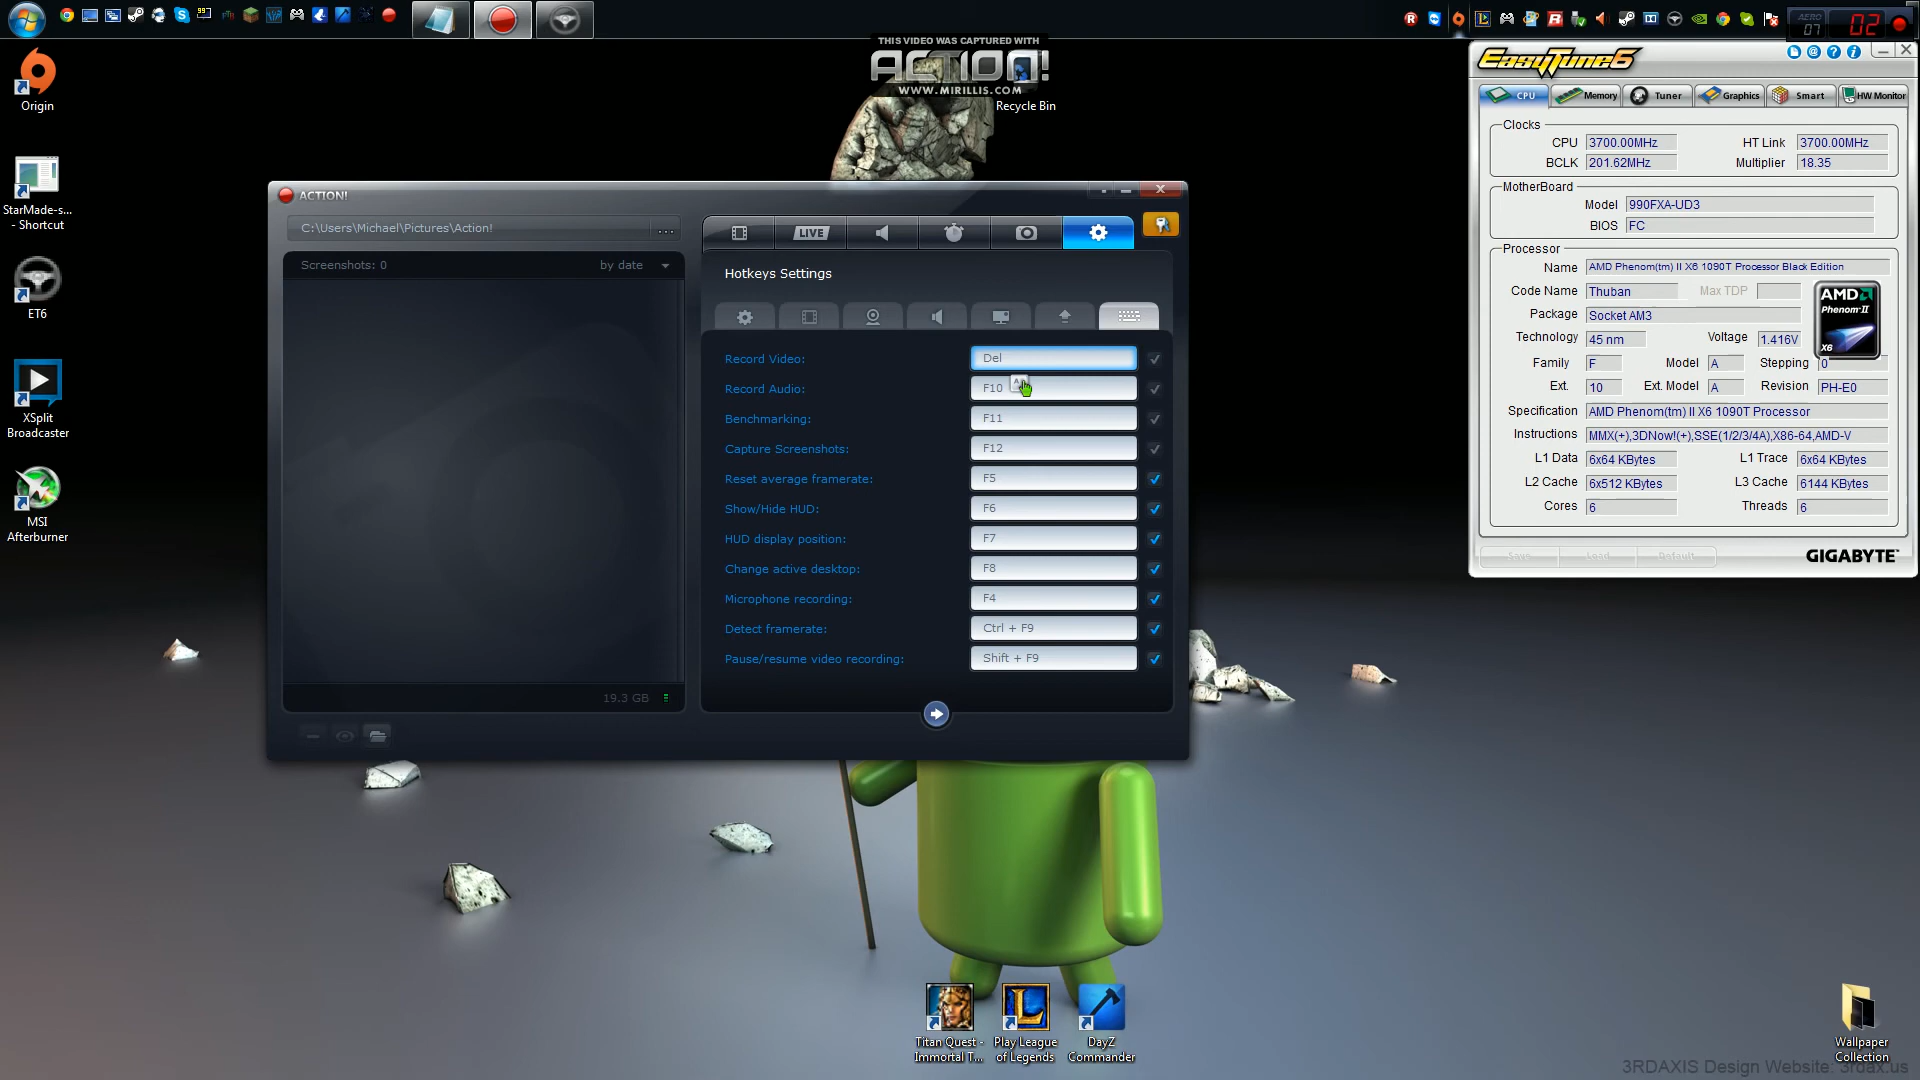 THIS VIDEO WAS CAPTURED WITH
ACTION!
WWW.MIRILLIS.COM
Recycle Bin
Origin
StarMade-s...
- Shortcut
ET6
XSplit
Broadcaster
MSI
Afterburner
AERO
07
02
ACTION!
C:\Users\Michael\Pictures\Action!
...
Screenshots: 0
by date
19.3 GB
LIVE
Hotkeys Settings
Record Video: Del
Record Audio: F10
Benchmarking: F11
Capture Screenshots: F12
Reset average framerate: F5
Show/Hide HUD: F6
HUD display position: F7
Change active desktop: F8
Microphone recording: F4
Detect framerate: Ctrl + F9
Pause/resume video recording: Shift + F9
EasyTune6
CPU Memory Tuner Graphics Smart HW Monitor
Clocks
CPU 3700.00MHz HT Link 3700.00MHz
BCLK 201.62MHz Multiplier 18.35
MotherBoard
Model 990FXA-UD3
BIOS FC
Processor
Name AMD Phenom(tm) II X6 1090T Processor Black Edition
Code Name Thuban Max TDP
Package Socket AM3
Technology 45 nm Voltage 1.416V
AMD
Phenom II
X6
Family F Model A Stepping 0
Ext. 10 Ext. Model A Revision PH-E0
Specification AMD Phenom(tm) II X6 1090T Processor
Instructions MMX(+),3DNow!(+),SSE(1/2/3/4A),X86-64,AMD-V
L1 Data 6x64 KBytes L1 Trace 6x64 KBytes
L2 Cache 6x512 KBytes L3 Cache 6144 KBytes
Cores 6 Threads 6
Save Load Default
GIGABYTE™
Titan Quest -
Immortal T...
Play League
of Legends
DayZ
Commander
Wallpaper
Collection
3RDAXIS Design Website: 3rdax.us